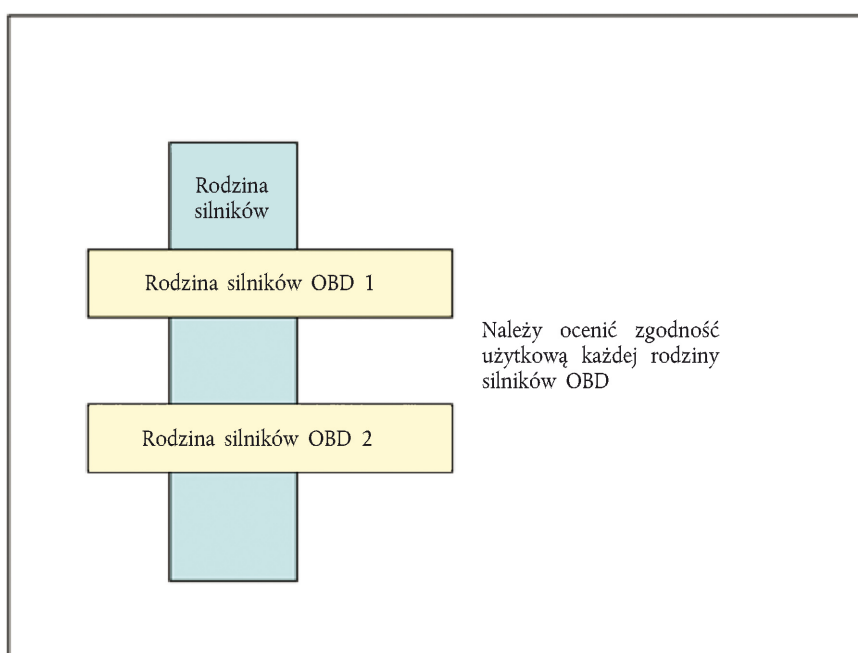 Rodzina
silników
Rodzina silników OBD 1
Należy ocenić zgodność
użytkową każdej rodziny
silników OBD
Rodzina silników OBD 2